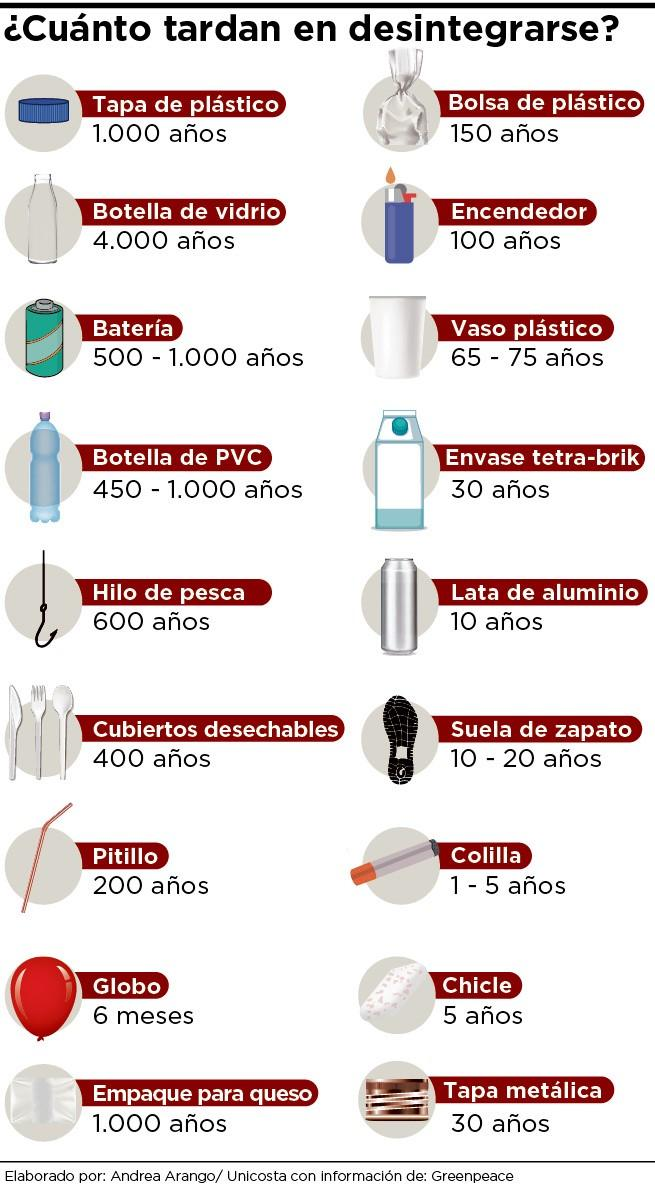 ¿Cuánto tardan en desintegrarse?
Tapa de plástico
1.000 años
Bolsa de plástico
150 años
Botella de vidrio
4.000 años
Encendedor
100 años
Batería
500 - 1.000 años
Vaso plástico
65 - 75 años
Botella de PVC
450 - 1.000 años
Envase tetra-brik
30 años
Hilo de pesca
600 años
Lata de aluminio
10 años
Cubiertos desechables
400 años
Suela de zapato
10 - 20 años
Pitillo
200 años
Colilla
1 - 5 años
Globo
6 meses
Chicle
5 años
Empaque para queso
1.000 años
Tapa metálica
30 años
Elaborado por: Andrea Arango/ Unicosta con información de: Greenpeace